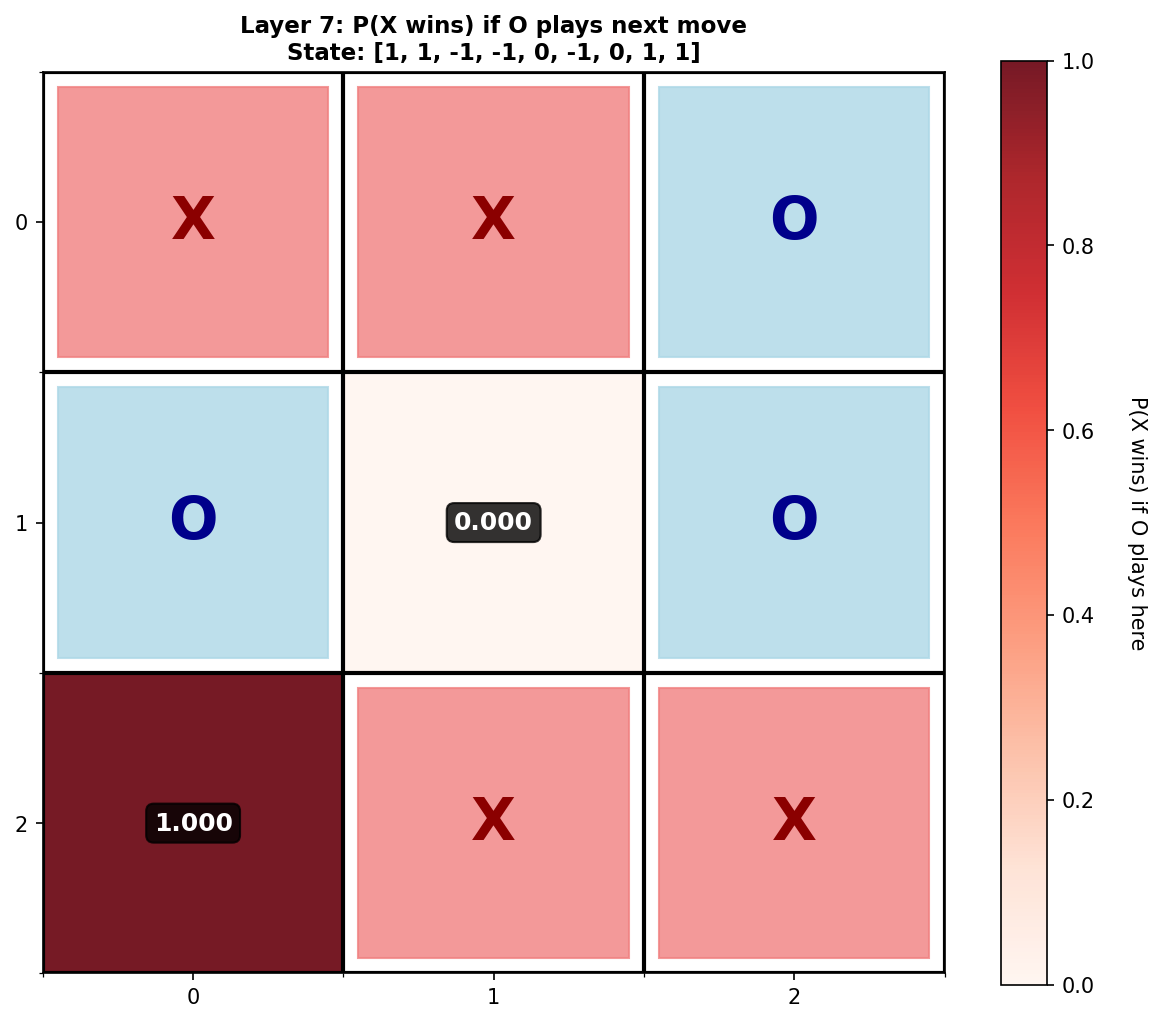 Layer 7: P(X wins) if O plays next move
State: [1, 1, -1, -1, 0, -1, 0, 1, 1]
0
X
X
O
1
O
0.000
O
2
1.000
X
X
0
1
2
1.0
0.8
0.6
0.4
0.2
0.0
P(X wins) if O plays here